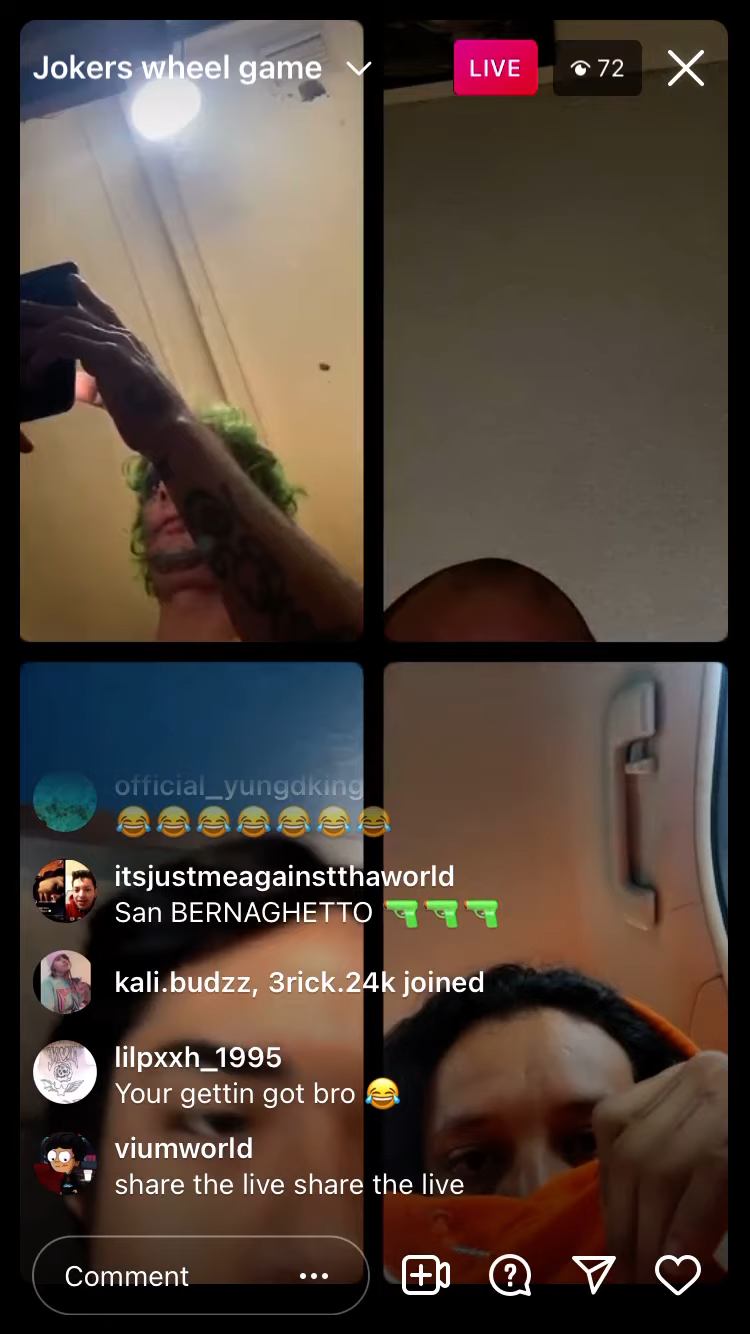 Jokers wheel game
LIVE
72
official_yungdking
😂😂😂😂😂😂😂
itsjustmeagainstthaworld
San BERNAGHETTO 🔫🔫🔫
kali.budzz, 3rick.24k joined
lilpxxh_1995
Your gettin got bro 😂
viumworld
share the live share the live
Comment